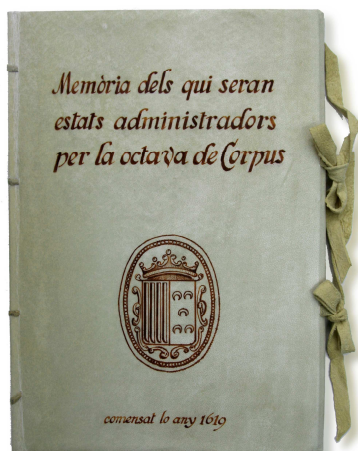 Memòria dels qui seran
estats administradors
per la octava de Corpus
comensat lo any 1619